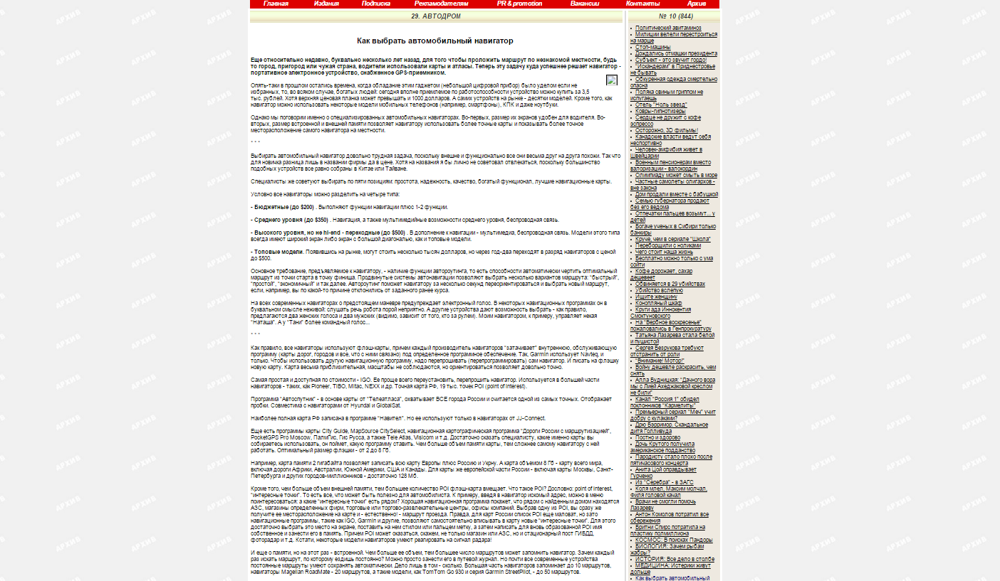 Главная Издания Подписка Рекламодателям PR & promotion Вакансии Контакты Архив
29. АВТОДРОМ
Как выбрать автомобильный навигатор
Еще относительно недавно, буквально несколько лет назад, для того чтобы проложить маршрут по незнакомой местности, будь
то город, пригород или чужая страна, водители использовали карты и атласы. Теперь эту задачу куда успешнее решает навигатор -
портативное электронное устройство, снабженное GPS-приемником.
Опять-таки в прошлом остались времена, когда обладание этим гаджетом (небольшой цифровой прибор) было уделом если не
избранных, то, во всяком случае, богатых людей: сегодня вполне приемлемое по работоспособности устройство можно купить за 3,5
тыс. рублей. Хотя верхняя ценовая планка может превышать и 1000 долларов. А самих устройств на рынке - десятки моделей. Кроме того, как
навигатор можно использовать некоторые модели мобильных телефонов (например, смартфоны), КПК и даже ноутбуки.
Однако мы поговорим именно о специализированных автомобильных навигаторах. Во-первых, размер их экранов удобен для водителя. Во-
вторых, размер встроенной и внешней памяти позволяет навигатору использовать более точные карты и показывать более точное
месторасположение самого навигатора на местности.
* * *
Выбирать автомобильный навигатор довольно трудная задача, поскольку внешне и функционально все они весьма друг на друга похожи. Так что
для новичка разница лишь в названии фирмы да в цене. Хотя на названия я бы лично не советовал отвлекаться, поскольку большинство
подобных устройств все равно собраны в Китае или Тайване.
Специалисты же советуют выбирать по пяти позициям: простота, надежность, качество, богатый функционал, лучшие навигационные карты.
Условно все навигаторы можно разделить на четыре типа:
- Бюджетные (до $200) . Выполняют функции навигации плюс 1-2 функции.
- Среднего уровня (до $350) . Навигация, а также мультимедийные возможности среднего уровня, беспроводная связь.
- Высокого уровня, но не hi-end - переходные (до $500) . В дополнение к навигации - мультимедиа, беспроводная связь. Модели этого типа
всегда имеют широкий экран либо экран с большой диагональю, как и топовые модели.
- Топовые модели. Появившись на рынке, могут стоить несколько тысяч долларов, но через год-два переходят в разряд навигаторов с ценой
до $500.
Основное требование, предъявляемое к навигатору, - наличие функции автороутинга, то есть способности автоматически чертить оптимальный
маршрут из точки старта в точку финиша. Продвинутые системы автонавигации позволяют выбрать несколько вариантов маршрута: "быстрый",
"простой", "экономичный" и так далее. Автороутинг поможет навигатору за несколько секунд переориентироваться и выбрать новый маршрут,
если, например, вы по какой-то причине отклонились от заданного ранее курса.
На всех современных навигаторах о предстоящем маневре предупреждает электронный голос. В некоторых навигационных программах он в
буквальном смысле неживой: слушать речь робота порой неприятно. А другие устройства дают возможность выбрать - как правило,
предлагаются два женских голоса и два мужских (видимо, зависит от того, кто за рулем). Моим навигатором, к примеру, управляет некая
"Наташа". А у "Тани" более командный голос...
* * *
Как правило, все навигаторы используют флэш-карты, причем каждый производитель навигаторов "затачивает" внутреннюю, обслуживающую
программу (карты дорог, городов и все, что с ними связано) под определенное программное обеспечение. Так, Garmin использует Navteq, и
только. Чтобы использовать другую навигационную программу, надо перепрошивать (перепрограммировать) сам навигатор. И писать на флэшку
новую карту. Карта весьма приблизительная, масштабы не соблюдаются, но ориентироваться позволяет довольно точно.
Самая простая и доступная по стоимости - IGO. Ее проще всего переустановить, перепрошить навигатор. Используется в большей части
навигаторов - таких, как Pioneer, TIBO, Mitac, NEXX и др. Точная карта РФ, 19 тыс. точек POI (point of interest).
Программа "Автоспутник" - в основе карты от "Телеатласа", охватывает ВСЕ города России и считается одной из самых точных. Отображает
пробки. Совместима с навигаторами от Hyundai и GlobalSat.
Наиболее полная карта РФ записана в программе "Навител". Но ее используют только в навигаторах от JJ-Connect.
Еще есть программы карты City Guide, MapSource CitySelect, навигационная картографическая программа "Дороги России с маршрутизацией",
PocketGPS Pro Moscow, ПалмГис, Гис Русса, а также Tele Atlas, Visicom и т.д. Достаточно сказать специалисту, какие именно карты вы
собираетесь использовать, он поймет, какую программу ставить. Чем больше объем памяти карты, тем сложнее самому навигатору с ней
работать. Оптимальный размер флэшки - от 2 до 8 Гб.
Например, карта памяти 2 гигабайта позволяет записать всю карту Европы плюс Россию и Укрну. А карта объемом 8 Гб - карту всего мира,
включая дороги Африки, Австралии, Южной Америки, США и Канады. Для карты же европейской части России - включая карты Москвы, Санкт-
Петербурга и других городов-миллионников - достаточно 128 Мб.
Кроме того, чем больше объем внешней памяти, тем большее количество POI флэш-карта вмещает. Что такое POI? Дословно: point of interest,
"интересные точки". То есть все, что может быть полезно для автомобилиста. К примеру, введя в навигатор искомый адрес, можно в меню
поинтересоваться: а какие "интересные точки" есть рядом? Хорошая навигационная программа покажет, что рядом с найденным домом находятся
АЗС, магазины определенных фирм, торговые или торгово-развлекательные центры, офисы компаний. Выбрав одну из POI, вы сразу же
получите ее месторасположение на карте и - естественно! - маршрут проезда. Правда, для карт России список POI еще маловат, но зато
навигационные программы, такие как IGO, Garmin и другие, позволяют самостоятельно вписывать в карту новые "интересные точки". Для этого
достаточно выбрать это место на экране, поставить на нем стилом или пальцем метку, а затем написать для вновь образованной POI имя
собственное и занести его в память. Причем POI может оказаться, скажем, не только магазин или АЗС, но и стационарный пост ГИБДД,
фоторадар и т.д. Кстати, некоторые модели навигаторов умеют реагировать на сигнал радара!
И еще о памяти, но на этот раз - встроенной. Чем больше ее объем, тем большее число маршрутов может запомнить навигатор. Зачем каждый
раз искать маршрут, по которому ездишь постоянно? Можно просто занести его в путевой журнал. Но почти все современные устройства
постоянные маршруты умеют сохранять автоматически. Дело лишь в том - сколько. Большая часть навигаторов запоминает до 10 маршрутов,
навигаторы Magellan RoadMate - 20 маршрутов, а такие модели, как TomTom Go 930 и серия Garmin StreetPilot, - до 50 маршрутов.
№ 10 (844)
• Политический авитаминоз
• Милиции велели перестроиться
на марше
• Стоп-машины
• Дождались отмашки президента
• Субъект - это звучит гордо!
• "Искандерам" в Приднестровье
не бывать
• Обкуренная одежда смертельно
опасна
• Поляка свиным гриппом не
испугаешь
• Отель "Ноль звезд"
• Ковры-гипнотизеры
• Сердце не дружит с кофе
эспрессо
• Осторожно, 3D фильмы!
• Канадские власти ведут себя
неспортивно
• Человек-амфибия живет в
Швейцарии
• Военным пенсионерам вместо
валоризации - валокордин
• Олимпиаду может смыть в море
• Частные самолеты олигархов -
вне закона
• Дом продали вместе с бабушкой
• Семью губернатора продают
без его ведома
• Отпечатки пальцев возьмут... у
детей
• Богаче ученых в Сибири только
банкиры
• Круче, чем в сериале "Школа"
• Переборщили с ноликами
• Чего стоит наша жизнь
• Бесплатно можно только с ума
сойти
• Кофе дорожает, сахар
дешевеет
• Обвиняется в 29 убийствах
• Убийство вслепую
• Ищите женщину
• Конопляный шкаф
• Круги ада Иннокентия
Смоктуновского
• На "Вербное воскресенье"
пожаловались в Генпрокуратуру
• Татьяна Лазарева стала белой
и пушистой
• Сергея Безрукова требуют
отстранить от роли
• "Внимание! Мотор!"
• Войну дешевле раскрасить, чем
снять
• Алла Будницкая: "Дачного вора
мы с Лией Ахеджаковой креслом
не били"
• Канал "Россия 1" обидел
поклонников "Кармелиты"
• Премьерный сериал "Меч" учит
добру с кулаками?
• Дрю Бэрримор. Скандальное
дитя Голливуда
• Постно и здорово
• Дочь Крутого получила
американское подданство
• Пародисту стало плохо после
пятичасового концерта
• Анита Цой оправдывает
Гурченко
• Из "Серебра" - в ЗАГС
• Коля млел, Максим молчал,
Филя головой качал
• Врачи не смогли помочь
Лазареву
• Антон Комолов потратил все
сбережения
• Бритни Спирс потратила на
пластику полмиллиона
• КОСМОС: В поисках Пандоры
• БИОЛОГИЯ: Зачем рыбам
жабры?
• ИСТОРИЯ: Все дело в столбе
• МЕДИЦИНА: Истерики живут
дольше
• Как выбрать автомобильный
АРХИВ